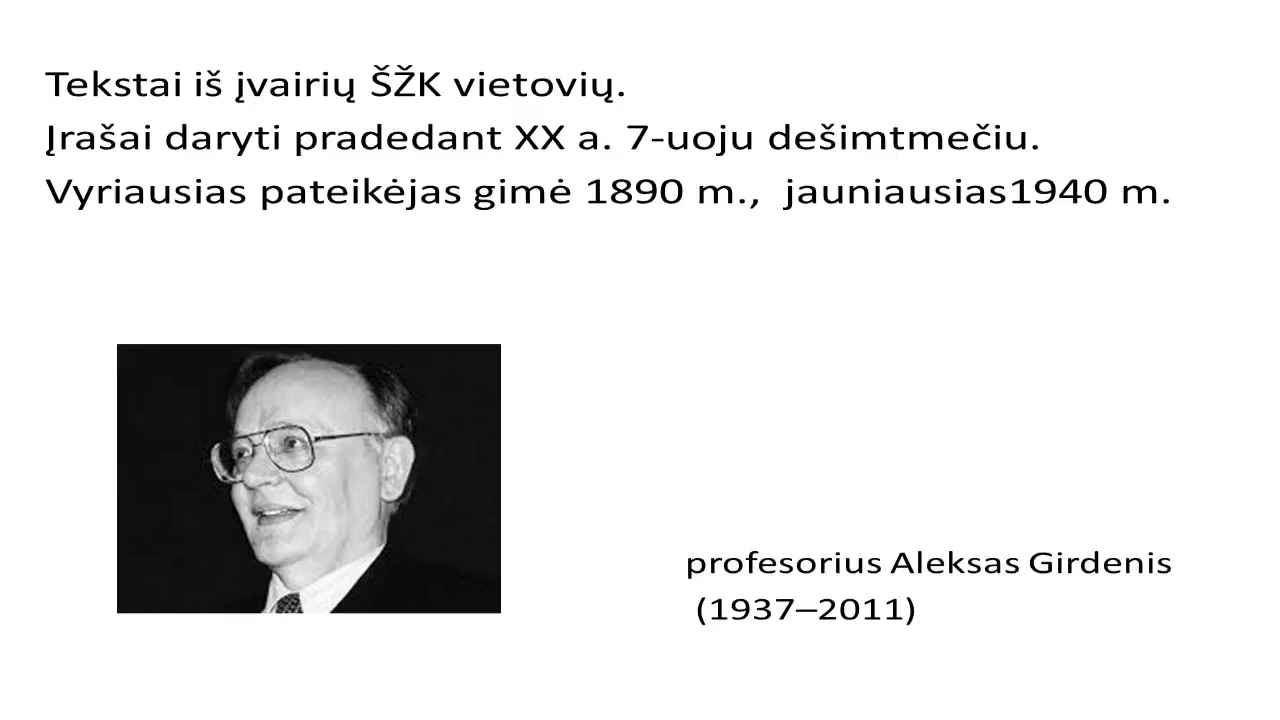 Tekstai iš įvairių ŠŽK vietovių.
Įrašai daryti pradedant XX a. 7-uoju dešimtmečiu.
Vyriausias pateikėjas gimė 1890 m.,  jauniausias1940 m.
profesorius Aleksas Girdenis
(1937–2011)